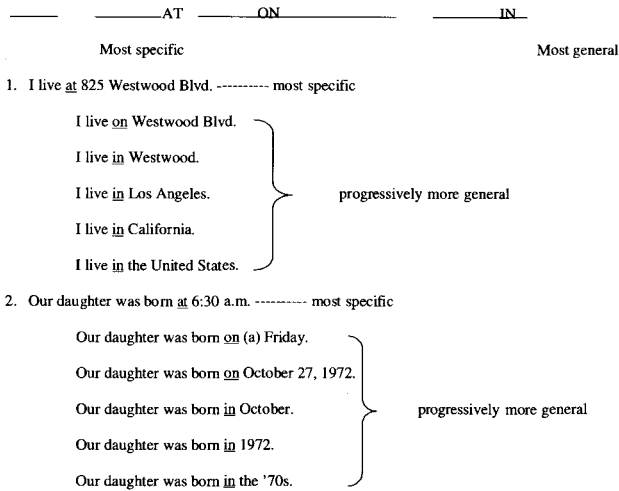 AT ON IN
Most specific Most general
1. I live at 825 Westwood Blvd. ---------- most specific
I live on Westwood Blvd.
I live in Westwood.
I live in Los Angeles. progressively more general
I live in California.
I live in the United States.
2. Our daughter was born at 6:30 a.m. ---------- most specific
Our daughter was born on (a) Friday.
Our daughter was born on October 27, 1972.
Our daughter was born in October. progressively more general
Our daughter was born in 1972.
Our daughter was born in the '70s.